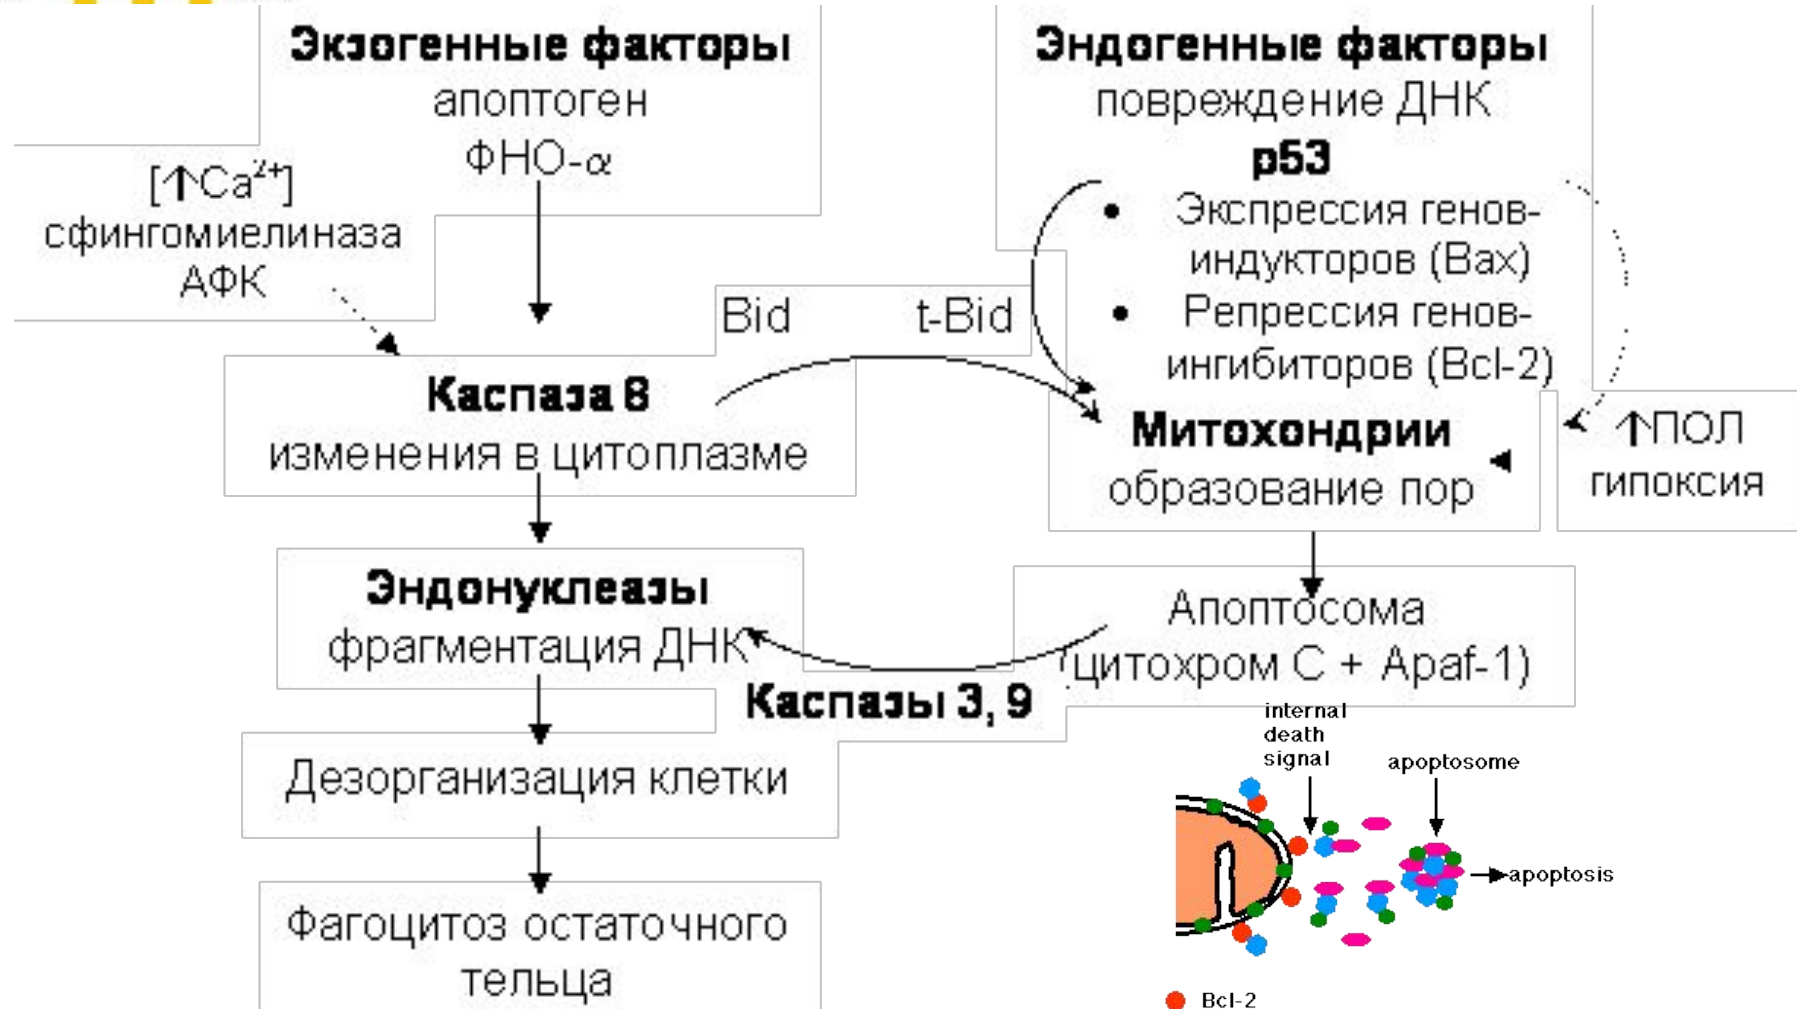 Экзогенные факторы
апоптоген
ФНО-α
[↑Ca²⁺]
сфингомиелиназа
АФК
Эндогенные факторы
повреждение ДНК
р53
• Экспрессия генов-
индукторов (Bax)
• Репрессия генов-
ингибиторов (Bcl-2)
Bid t-Bid
Каспаза 8
изменения в цитоплазме
Митохондрии
образование пор
↑ПОЛ
гипоксия
Эндонуклеазы
фрагментация ДНК
Апоптосома
(цитохром С + Apaf-1)
Каспазы 3, 9
Дезорганизация клетки
Фагоцитоз остаточного
тельца
internal
death
signal
apoptosome
apoptosis
Bcl-2